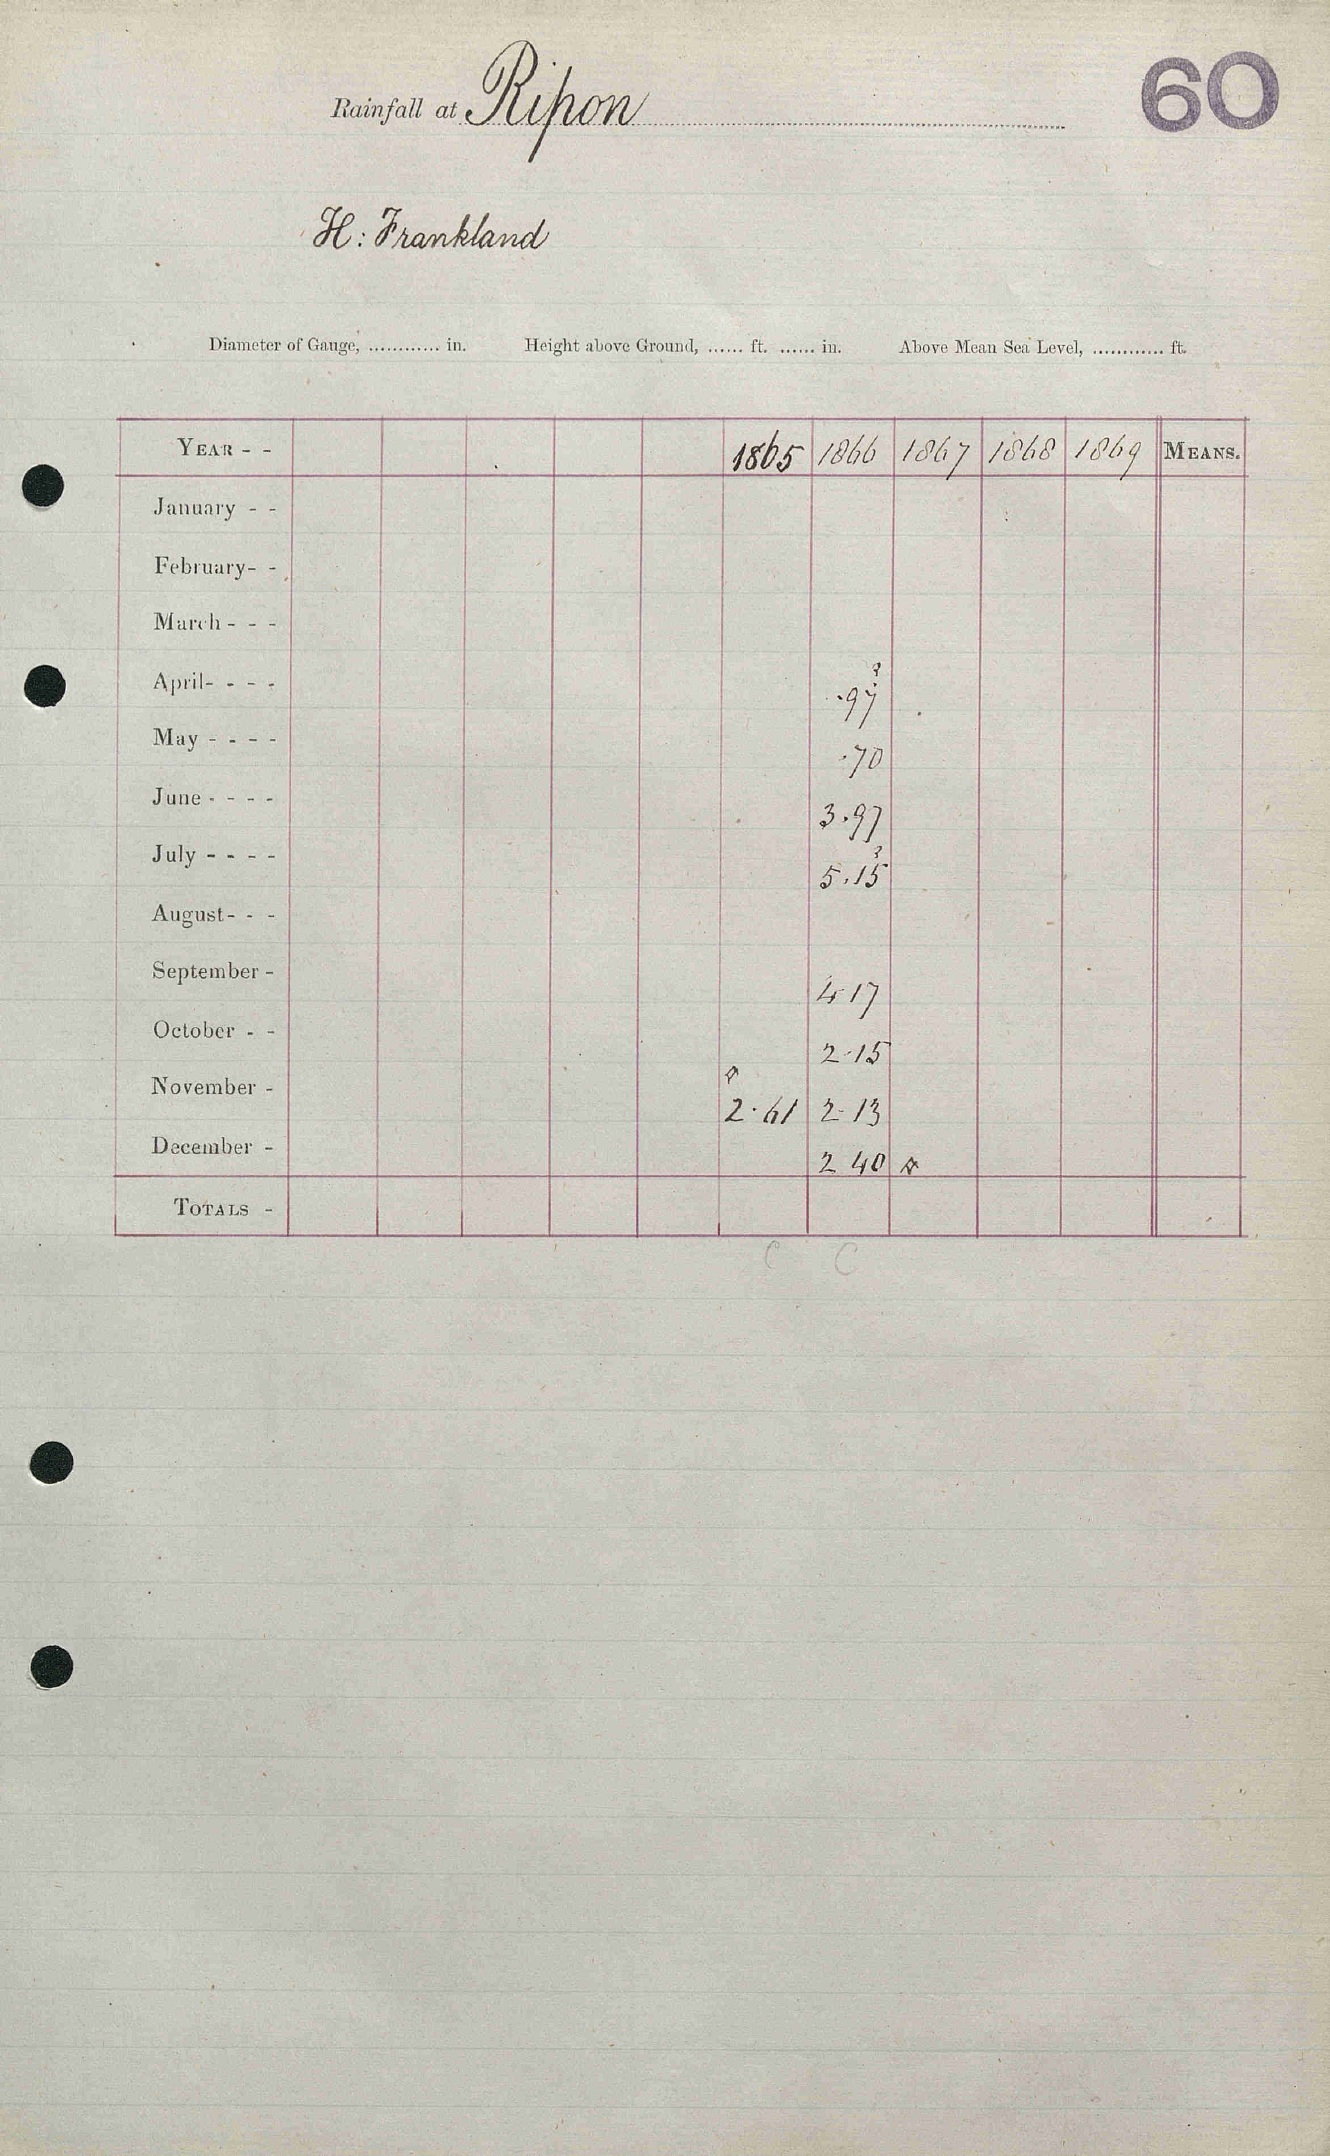 Rainfall at Ripon
60
H: Frankland
Diameter of Gauge, ............ in. Height above Ground, ...... ft. ...... in. Above Mean Sea Level, ............ ft.
YEAR - - 1865 1866 1867 1868 1869 MEANS.
January - -
February- -
March - - -
?
April- - - - .97
May - - - - .70
June - - - - 3.97
?
July - - - - 5.15
August- - -
September - 4 17
October - - 2.15
November - 2.61 2.13
December - 2 40
TOTALS -
C C